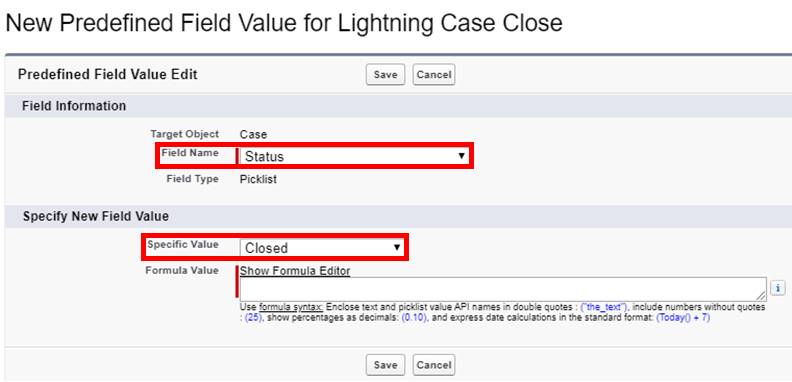 New Predefined Field Value for Lightning Case Close
Predefined Field Value Edit Save Cancel
Field Information
Target Object Case
Field Name Status
Field Type Picklist
Specify New Field Value
Specific Value Closed
Formula Value Show Formula Editor
Use formula syntax: Enclose text and picklist value API names in double quotes : ("the_text"), include numbers without quotes
: (25), show percentages as decimals: (0.10), and express date calculations in the standard format: (Today() + 7)
Save Cancel